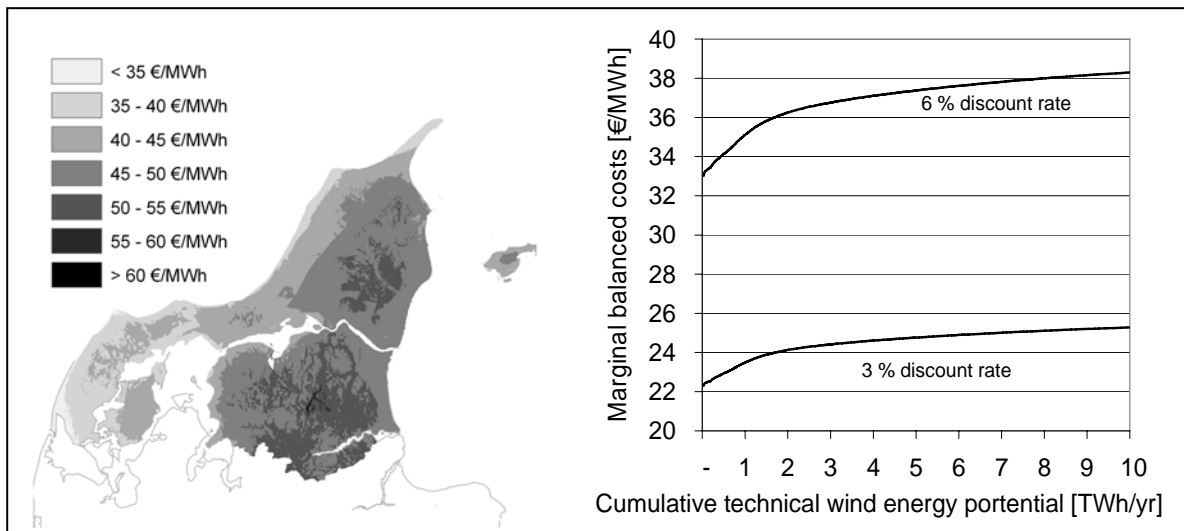 < 35 €/MWh
35 - 40 €/MWh
40 - 45 €/MWh
45 - 50 €/MWh
50 - 55 €/MWh
55 - 60 €/MWh
> 60 €/MWh
Marginal balanced costs [€/MWh]
40
38
36
34
32
30
28
26
24
22
20
6 % discount rate
3 % discount rate
- 1 2 3 4 5 6 7 8 9 10
Cumulative technical wind energy portential [TWh/yr]